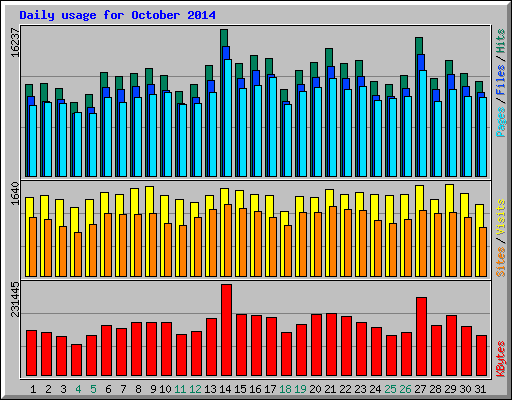 Daily usage for October 2014
16237
Pages / Files / Hits
1640
Sites / Visits
231445
KBytes
1 2 3 4 5 6 7 8 9 10 11 12 13 14 15 16 17 18 19 20 21 22 23 24 25 26 27 28 29 30 31